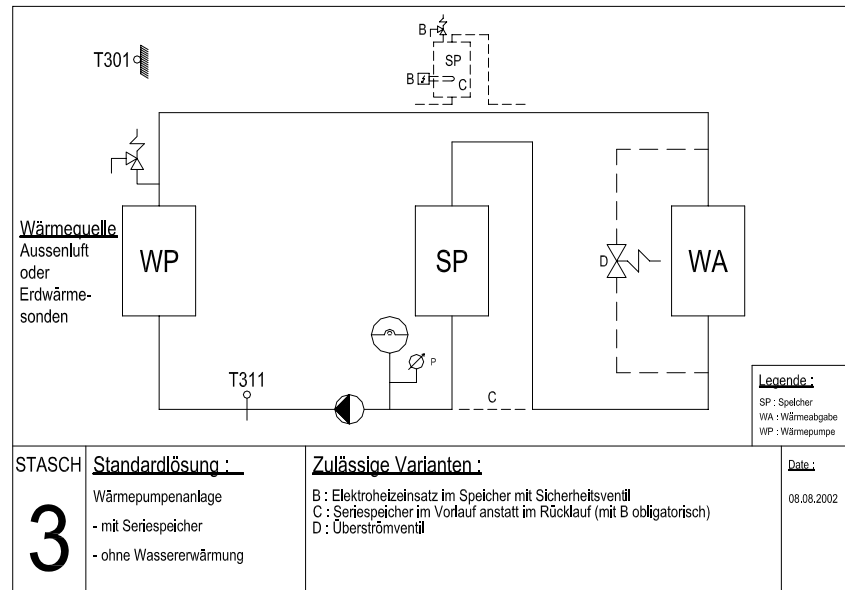 T301
B
SP
B
C
Wärmequelle
Aussenluft
oder
Erdwärme-
sonden
WP
SP
D
WA
P
T311
C
Legende :
SP : Speicher
WA : Wärmeabgabe
WP : Wärmepumpe
STASCH
3
Standardlösung :
Wärmepumpenanlage
- mit Seriespeicher
- ohne Wassererwärmung
Zulässige Varianten :
B : Elektroheizeinsatz im Speicher mit Sicherheitsventil
C : Seriespeicher im Vorlauf anstatt im Rücklauf (mit B obligatorisch)
D : Überströmventil
Date :
08.08.2002